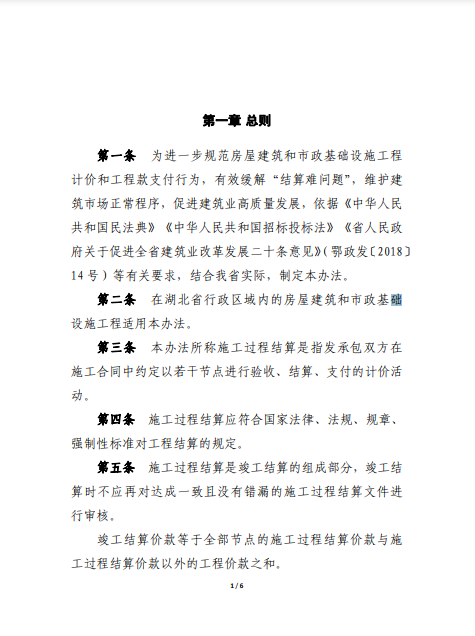 第一章 总则
第一条 为进一步规范房屋建筑和市政基础设施工程
计价和工程款支付行为，有效缓解“结算难问题”，维护建
筑市场正常程序，促进建筑业高质量发展，依据《中华人民
共和国民法典》《中华人民共和国招标投标法》《省人民政
府关于促进全省建筑业改革发展二十条意见》（鄂政发〔2018〕
14 号）等有关要求，结合我省实际，制定本办法。
第二条 在湖北省行政区域内的房屋建筑和市政基础
设施工程适用本办法。
第三条 本办法所称施工过程结算是指发承包双方在
施工合同中约定以若干节点进行验收、结算、支付的计价活
动。
第四条 施工过程结算应符合国家法律、法规、规章、
强制性标准对工程结算的规定。
第五条 施工过程结算是竣工结算的组成部分，竣工结
算时不应再对达成一致且没有错漏的施工过程结算文件进
行审核。
竣工结算价款等于全部节点的施工过程结算价款与施
工过程结算价款以外的工程价款之和。
1 / 6